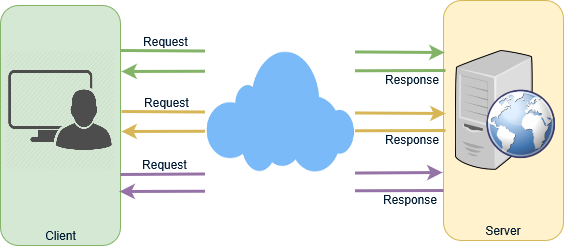 Request
Response
Request
Response
Request
Response
Client
Server